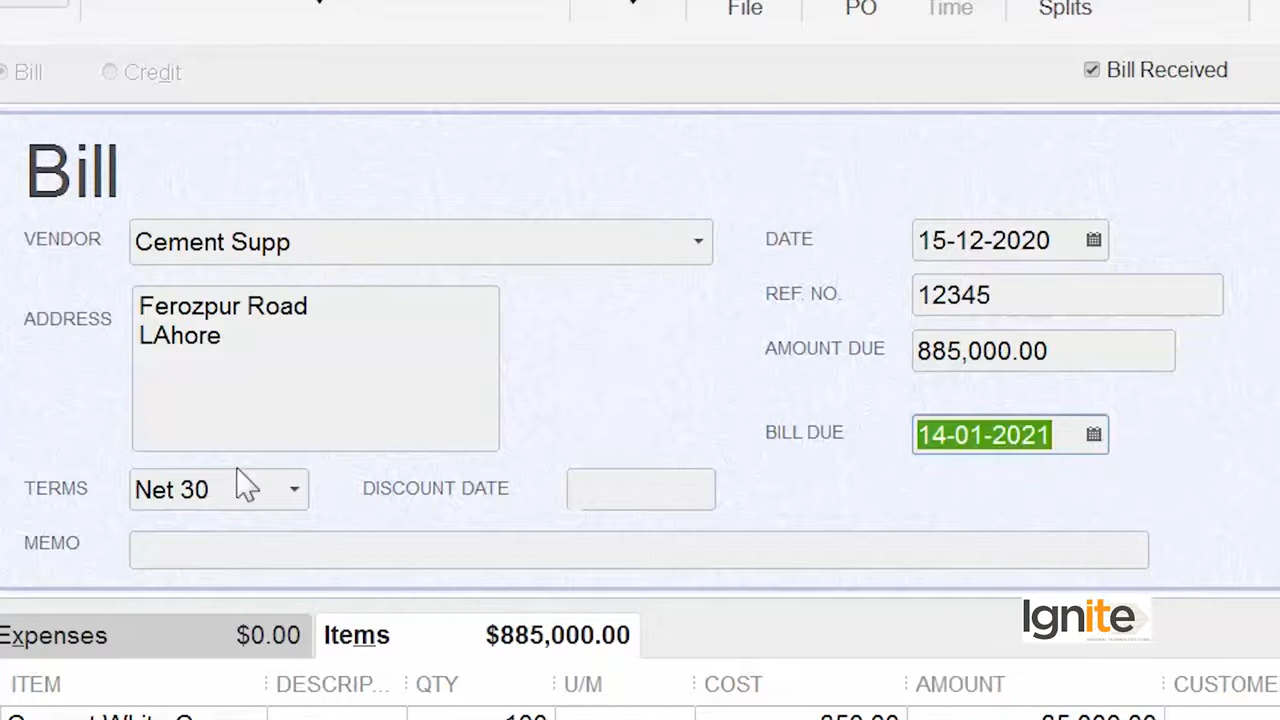 File PO Time Splits
Bill Credit Bill Received
Bill
VENDOR Cement Supp DATE 15-12-2020
REF. NO. 12345
ADDRESS Ferozpur Road
LAhore
AMOUNT DUE 885,000.00
BILL DUE 14-01-2021
TERMS Net 30 DISCOUNT DATE
MEMO
Ignite
Expenses $0.00 Items $885,000.00
ITEM DESCRIP... QTY U/M COST AMOUNT CUSTOME